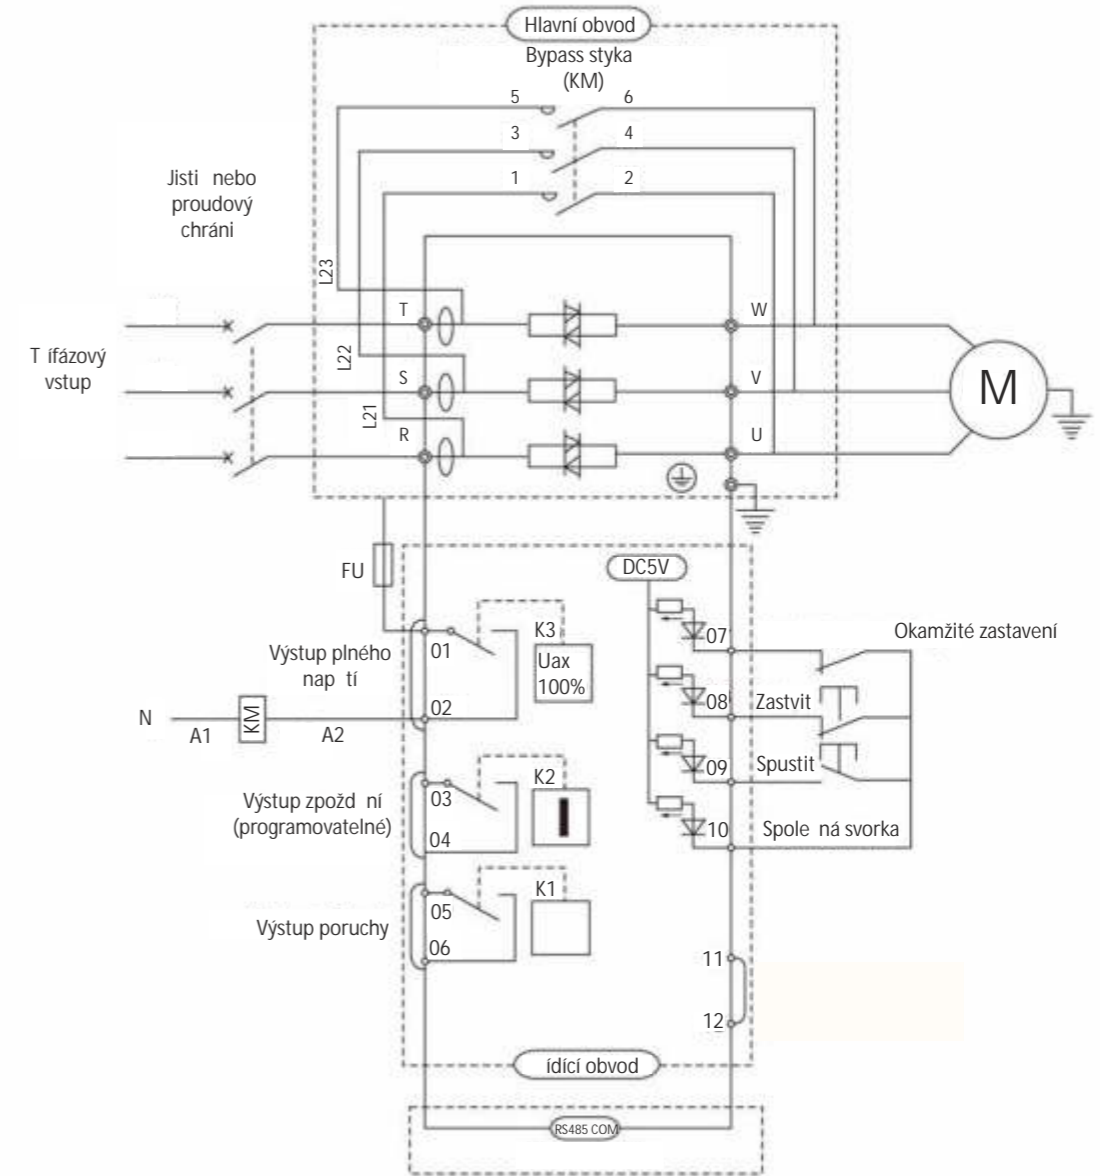 Hlavní obvod
Bypass styka
(KM)
5 6
3 4
1 2
Jisti nebo
proudový
chráni
L23
L22
L21
T W
S V
R U
T ífázový
vstup
M
FU
DC5V
01
02
K3
Uax
100%
Výstup plného
nap tí
N
A1
KM
A2
07
Okamžité zastavení
08
Zastvit
09
Spustit
10
Spole ná svorka
03
04
K2
Výstup zpožd ní
(programovatelné)
05
06
K1
Výstup poruchy
11
12
ídící obvod
RS485 COM